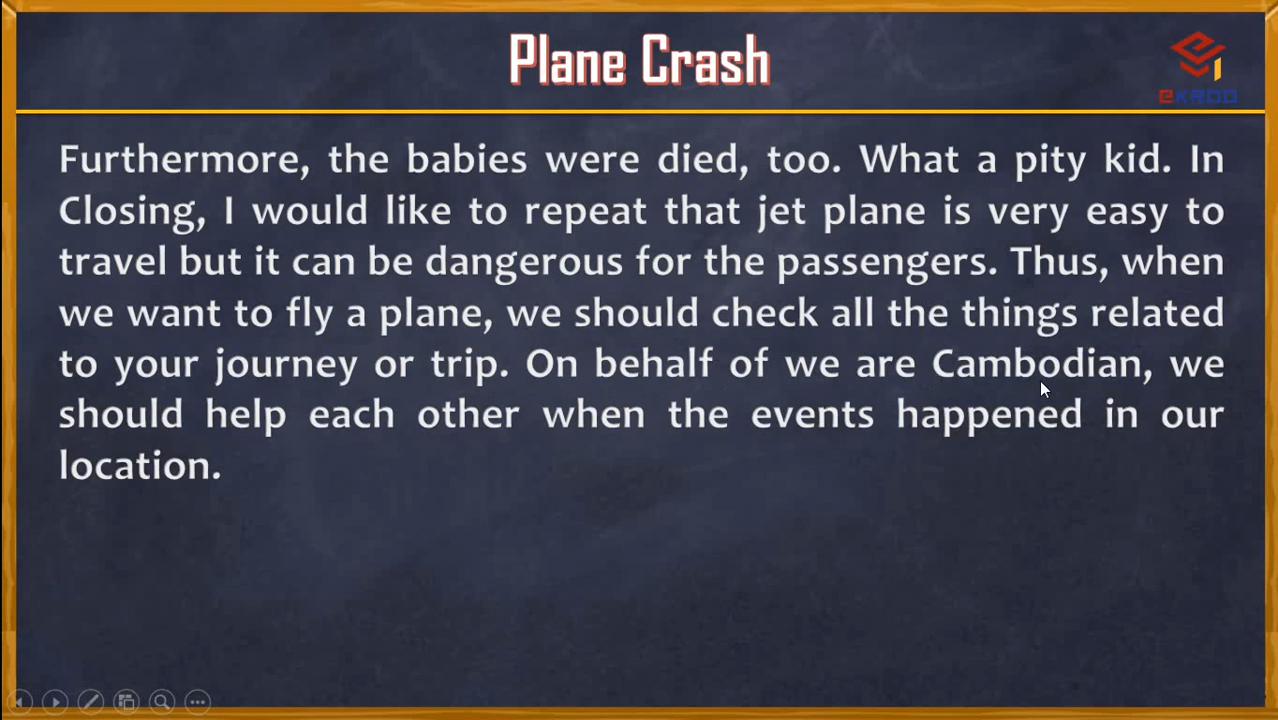 Plane Crash
eKROO
Furthermore, the babies were died, too. What a pity kid. In
Closing, I would like to repeat that jet plane is very easy to
travel but it can be dangerous for the passengers. Thus, when
we want to fly a plane, we should check all the things related
to your journey or trip. On behalf of we are Cambodian, we
should help each other when the events happened in our
location.